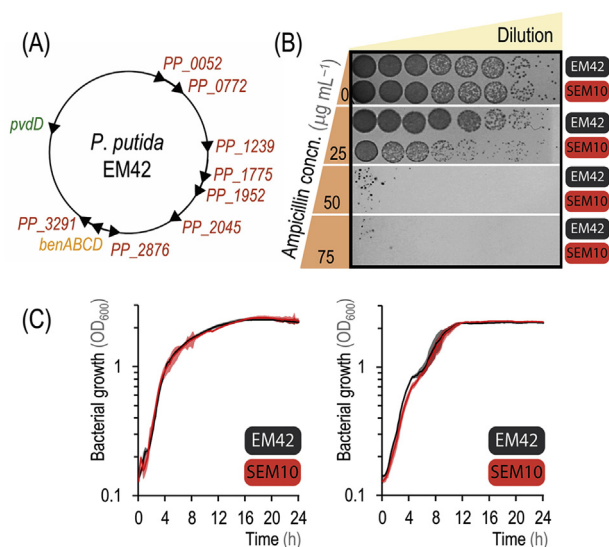 (A)
PP_0052
PP_0772
pvdD
P. putida
EM42
PP_1239
PP_1775
PP_1952
PP_2045
PP_3291
benABCD
PP_2876
(B)
Dilution
Ampicillin concn. (µg mL⁻¹)
0
EM42
SEM10
25
EM42
SEM10
50
EM42
SEM10
75
EM42
SEM10
(C)
Bacterial growth (OD₆₀₀)
1
0.1
EM42
SEM10
0 4 8 12 16 20 24
Time (h)
Bacterial growth (OD₆₀₀)
1
0.1
EM42
SEM10
0 4 8 12 16 20 24
Time (h)